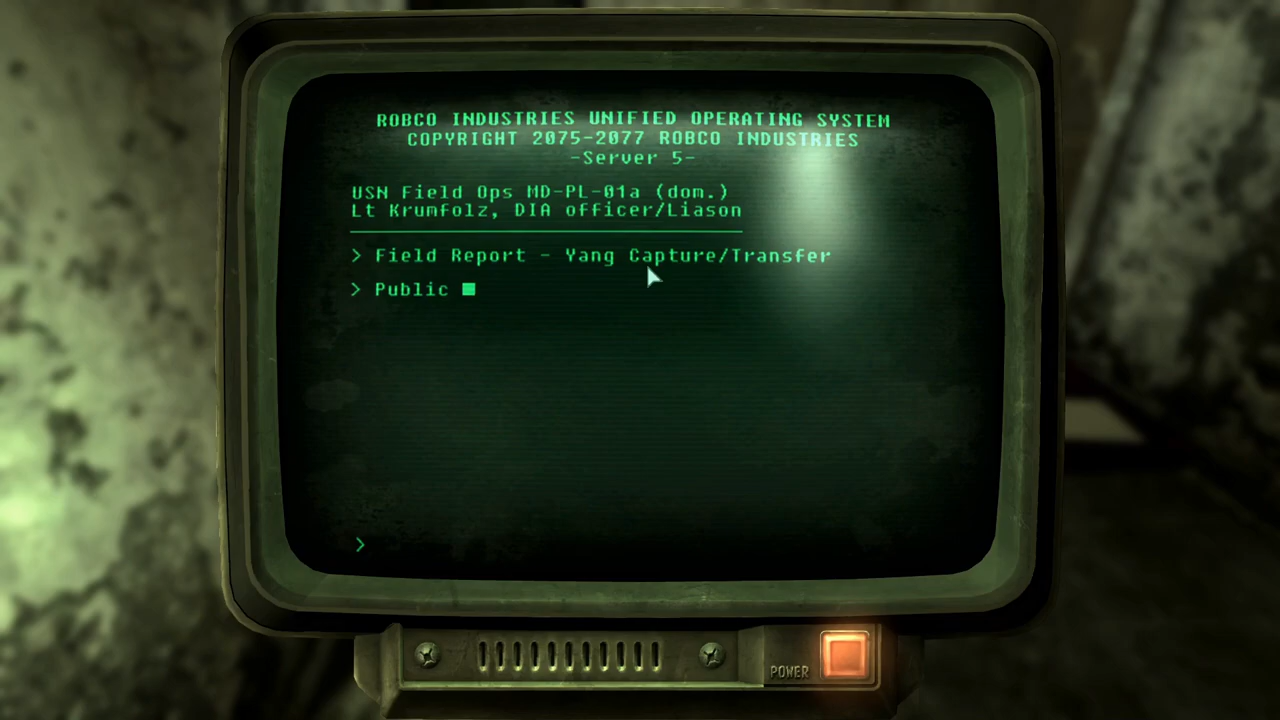 ROBCO INDUSTRIES UNIFIED OPERATING SYSTEM
COPYRIGHT 2075-2077 ROBCO INDUSTRIES
-Server 5-
USN Field Ops MD-PL-01a (dom.)
Lt Krumfolz, DIA officer/Liason
> Field Report - Yang Capture/Transfer
> Public
>
POWER